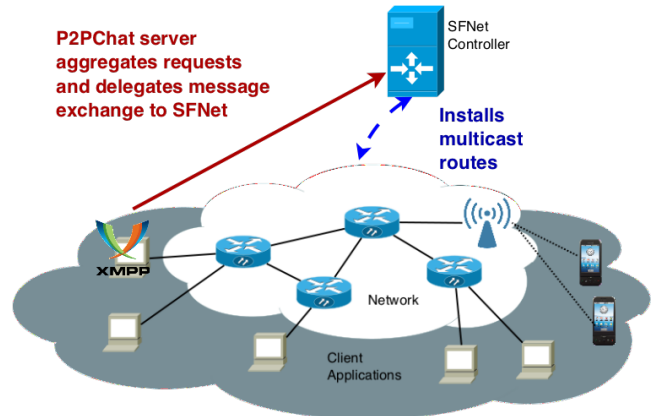 P2PChat server
aggregates requests
and delegates message
exchange to SFNet
SFNet
Controller
Installs
multicast
routes
XMPP
Network
Client
Applications